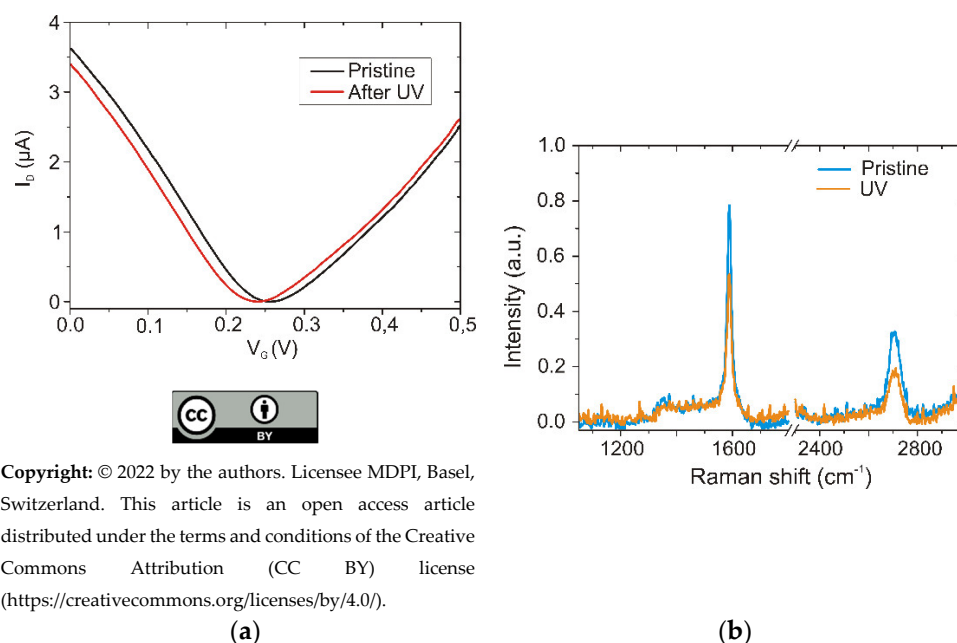 4
3
2
1
0
I_D (µA)
Pristine
After UV
0.0 0.1 0.2 0.3 0,4 0,5
V_G (V)
cc
BY
Copyright: © 2022 by the authors. Licensee MDPI, Basel,
Switzerland. This article is an open access article
distributed under the terms and conditions of the Creative
Commons Attribution (CC BY) license
(https://creativecommons.org/licenses/by/4.0/).
(a)
1.0
0.8
0.6
0.4
0.2
0.0
Intensity (a.u.)
Pristine
UV
1200 1600 2400 2800
Raman shift (cm⁻¹)
(b)